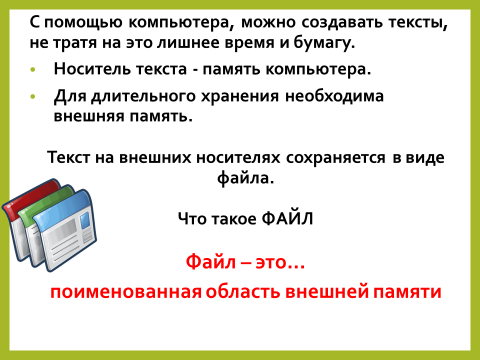 С помощью компьютера, можно создавать тексты,
не тратя на это лишнее время и бумагу.
• Носитель текста - память компьютера.
• Для длительного хранения необходима
внешняя память.
Текст на внешних носителях сохраняется в виде
файла.
Что такое ФАЙЛ
Файл – это...
поименованная область внешней памяти